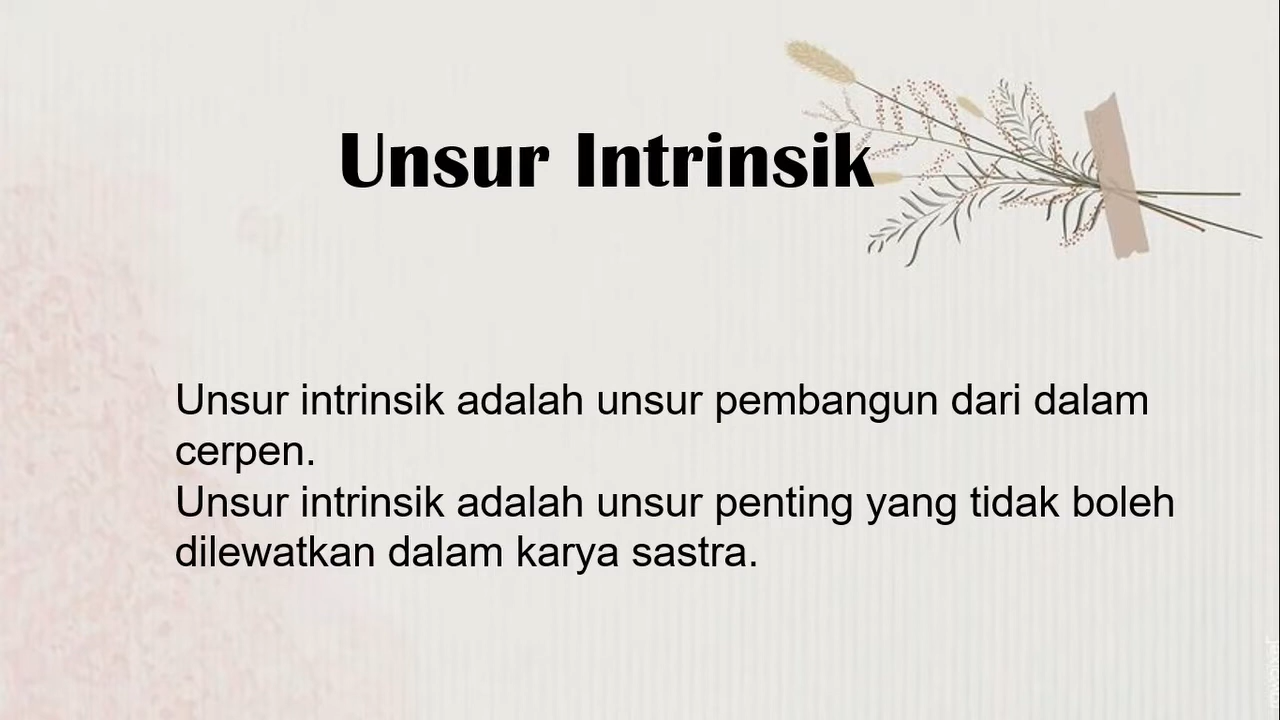 Unsur Intrinsik
Unsur intrinsik adalah unsur pembangun dari dalam
cerpen.
Unsur intrinsik adalah unsur penting yang tidak boleh
dilewatkan dalam karya sastra.